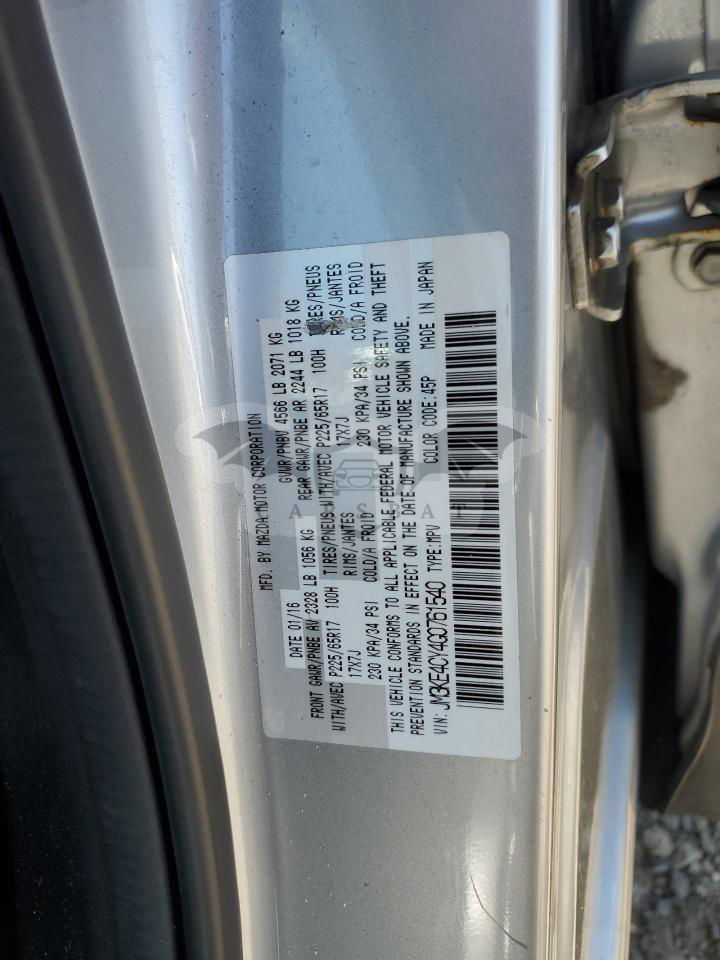 MFD. BY MAZDA MOTOR CORPORATION
DATE 01/16 GVWR/PNBV 4566 LB 2071 KG
FRONT GAWR/PNBE AV 2328 LB 1056 KG REAR GAWR/PNBE AR 2244 LB 1018 KG
WITH/AVEC P225/65R17 100H TIRES/PNEUS WITH/AVEC P225/65R17 100H TIRES/PNEUS
17X7J RIMS/JANTES 17X7J RIMS/JANTES
230 KPA/34 PSI COLD/A FROID 230 KPA/34 PSI COLD/A FROID
THIS VEHICLE CONFORMS TO ALL APPLICABLE FEDERAL MOTOR VEHICLE SAFETY AND THEFT
PREVENTION STANDARDS IN EFFECT ON THE DATE OF MANUFACTURE SHOWN ABOVE.
VIN: JM3KE4CY4G0761540 TYPE: MPV COLOR CODE: 45P MADE IN JAPAN